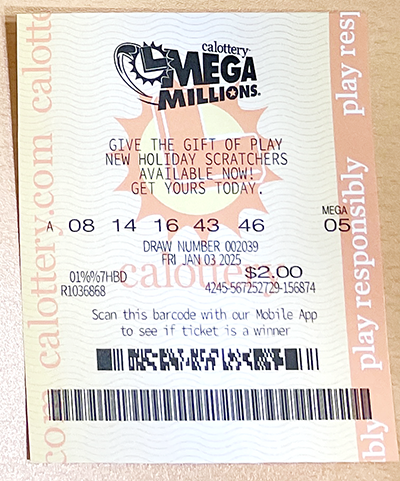 calottery
MEGA
MILLIONS
GIVE THE GIFT OF PLAY
NEW HOLIDAY SCRATCHERS
AVAILABLE NOW!
GET YOURS TODAY.
MEGA
A 08 14 16 43 46 05
DRAW NUMBER 002039
FRI JAN 03 2025
01%%7HBD $2.00
R1036868 4245-567252729-156874
calottery
Scan this barcode with our Mobile App
to see if ticket is a winner
calotte
calottery.com
co
play resp
play responsibly
bly